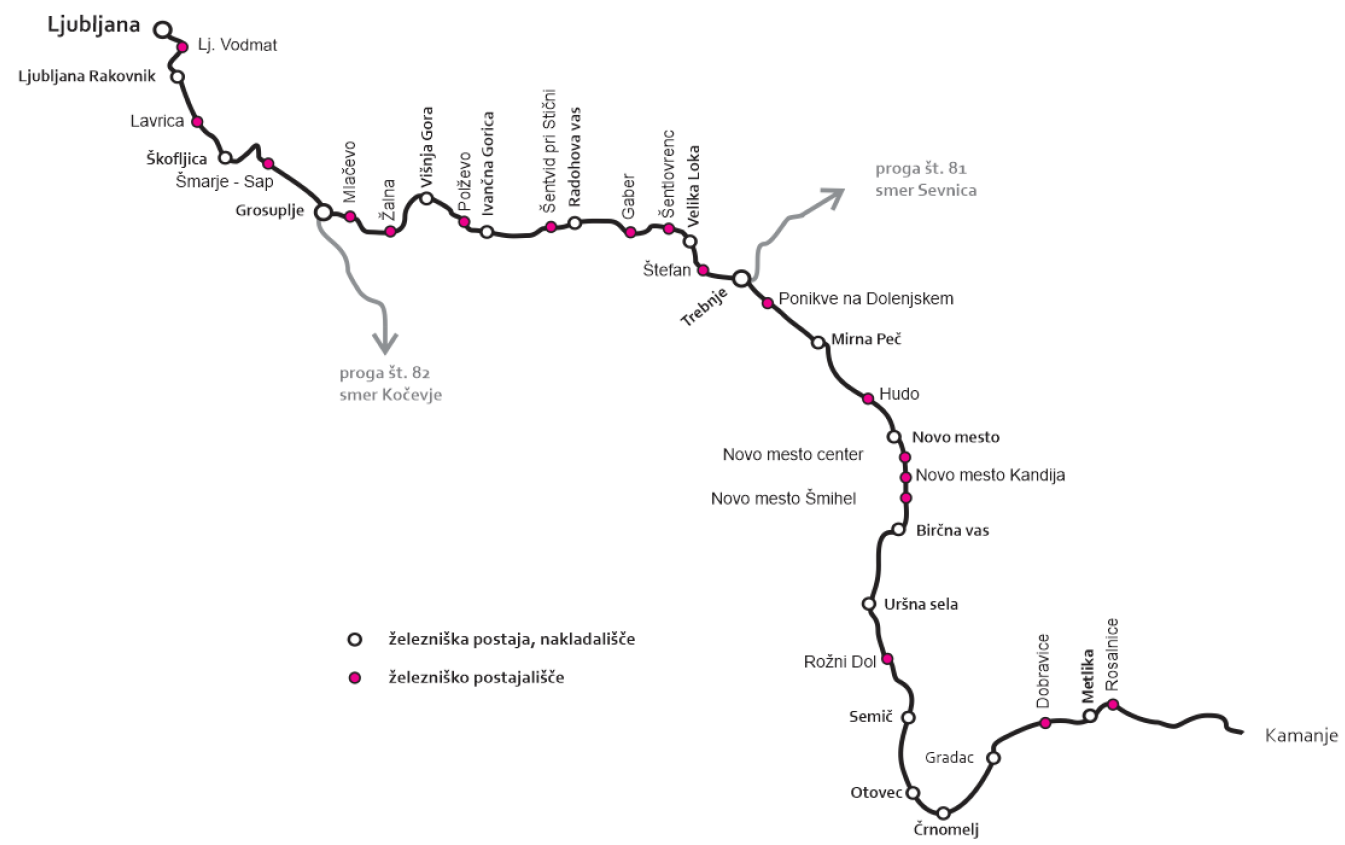 Ljubljana
Lj. Vodmat
Ljubljana Rakovnik
Lavrica
Škofljica
Šmarje - Sap
Grosuplje
Mlačevo
Žalna
Višnja Gora
Polževo
Ivančna Gorica
Šentvid pri Stični
Radohova vas
Gaber
Šentlovrenc
Velika Loka
Štefan
Trebnje
proga št. 81
smer Sevnica
proga št. 82
smer Kočevje
Ponikve na Dolenjskem
Mirna Peč
Hudo
Novo mesto
Novo mesto center
Novo mesto Kandija
Novo mesto Šmihel
Birčna vas
Uršna sela
Rožni Dol
Semič
Otovec
Črnomelj
Gradac
Dobravice
Metlika
Rosalnice
Kamanje
železniška postaja, nakladališče
železniško postajališče